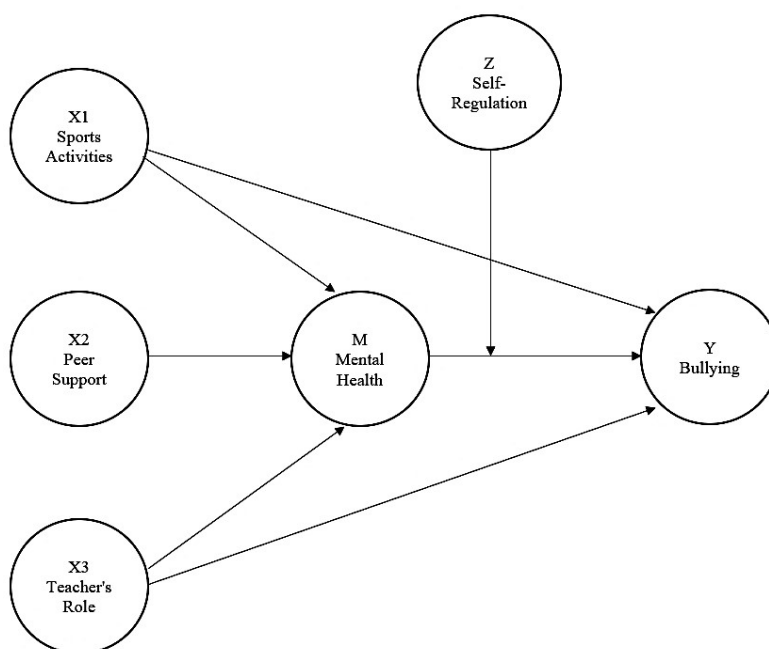 Z
Self-
Regulation
X1
Sports
Activities
X2
Peer
Support
M
Mental
Health
Y
Bullying
X3
Teacher's
Role